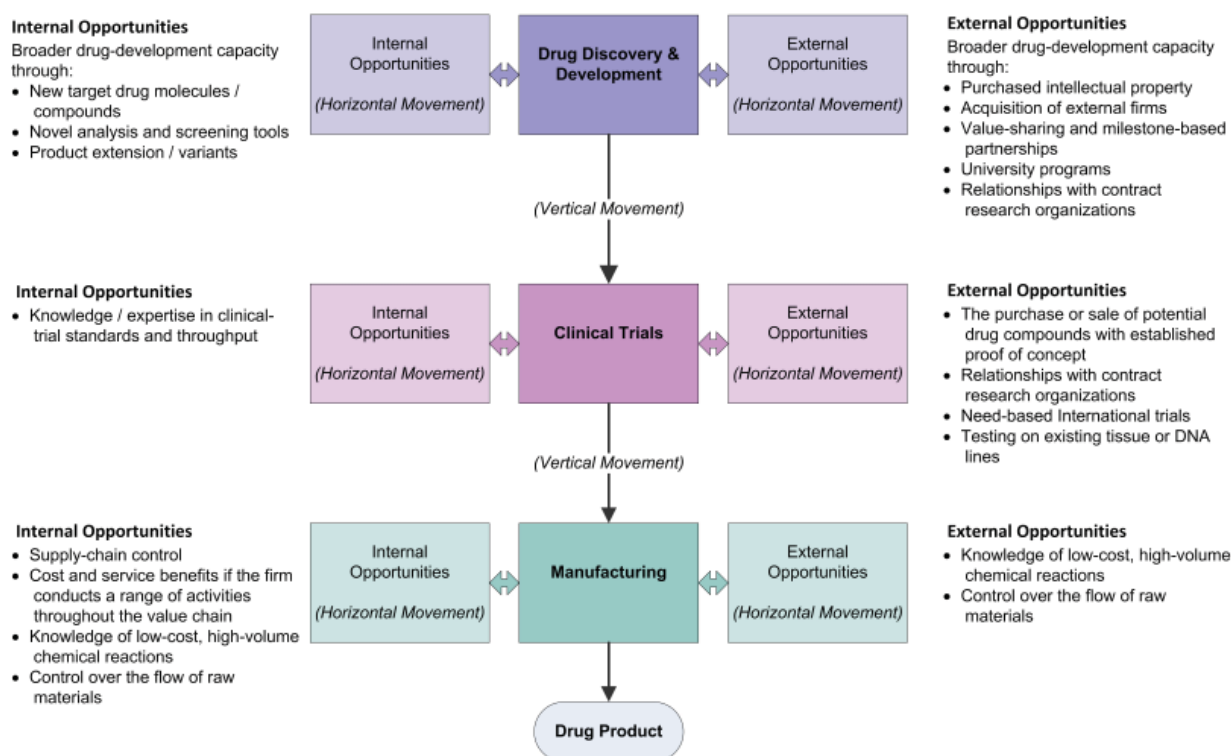 Internal Opportunities
Broader drug-development capacity
through:
• New target drug molecules /
compounds
• Novel analysis and screening tools
• Product extension / variants
Internal
Opportunities
(Horizontal Movement)
Drug Discovery &
Development
External
Opportunities
(Horizontal Movement)
External Opportunities
Broader drug-development capacity
through:
• Purchased intellectual property
• Acquisition of external firms
• Value-sharing and milestone-based
partnerships
• University programs
• Relationships with contract
research organizations
(Vertical Movement)
Internal Opportunities
• Knowledge / expertise in clinical-
trial standards and throughput
Internal
Opportunities
(Horizontal Movement)
Clinical Trials
External
Opportunities
(Horizontal Movement)
External Opportunities
• The purchase or sale of potential
drug compounds with established
proof of concept
• Relationships with contract
research organizations
• Need-based International trials
• Testing on existing tissue or DNA
lines
(Vertical Movement)
Internal Opportunities
• Supply-chain control
• Cost and service benefits if the firm
conducts a range of activities
throughout the value chain
• Knowledge of low-cost, high-volume
chemical reactions
• Control over the flow of raw
materials
Internal
Opportunities
(Horizontal Movement)
Manufacturing
External
Opportunities
(Horizontal Movement)
External Opportunities
• Knowledge of low-cost, high-volume
chemical reactions
• Control over the flow of raw
materials
Drug Product